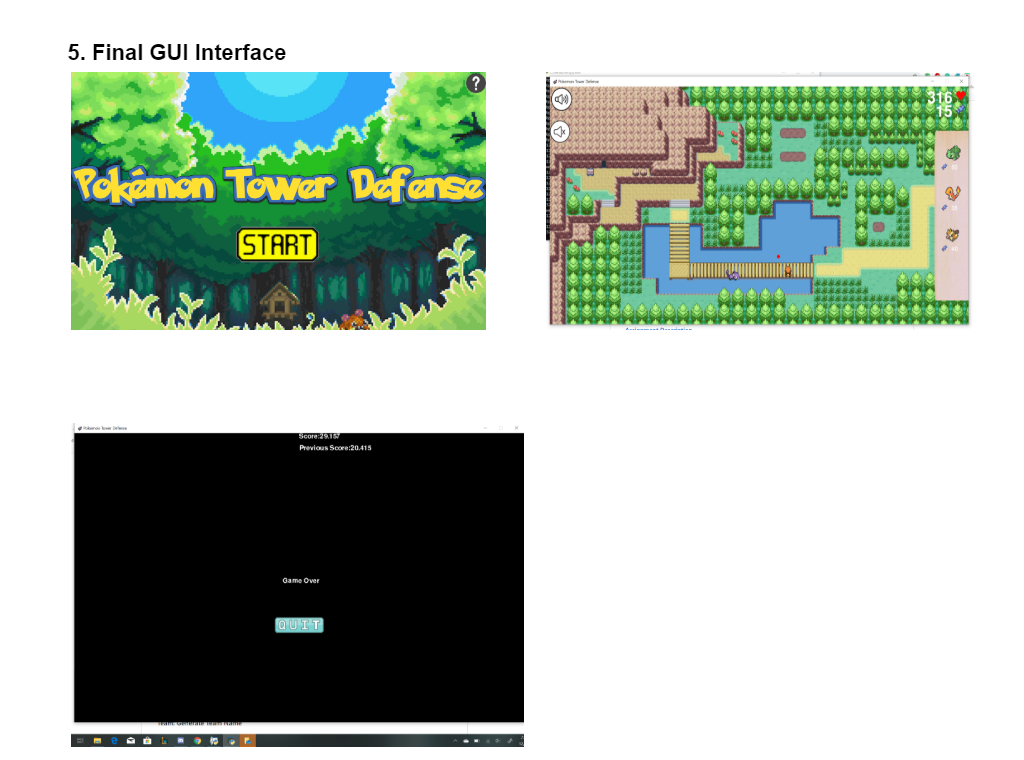 5. Final GUI Interface
?
Pokémon Tower Defense
START
Pokemon Tower Defense
316
15
Pokemon Tower Defense
Score:29.157
Previous Score:20.415
Game Over
QUIT
Team: Generate Team Name